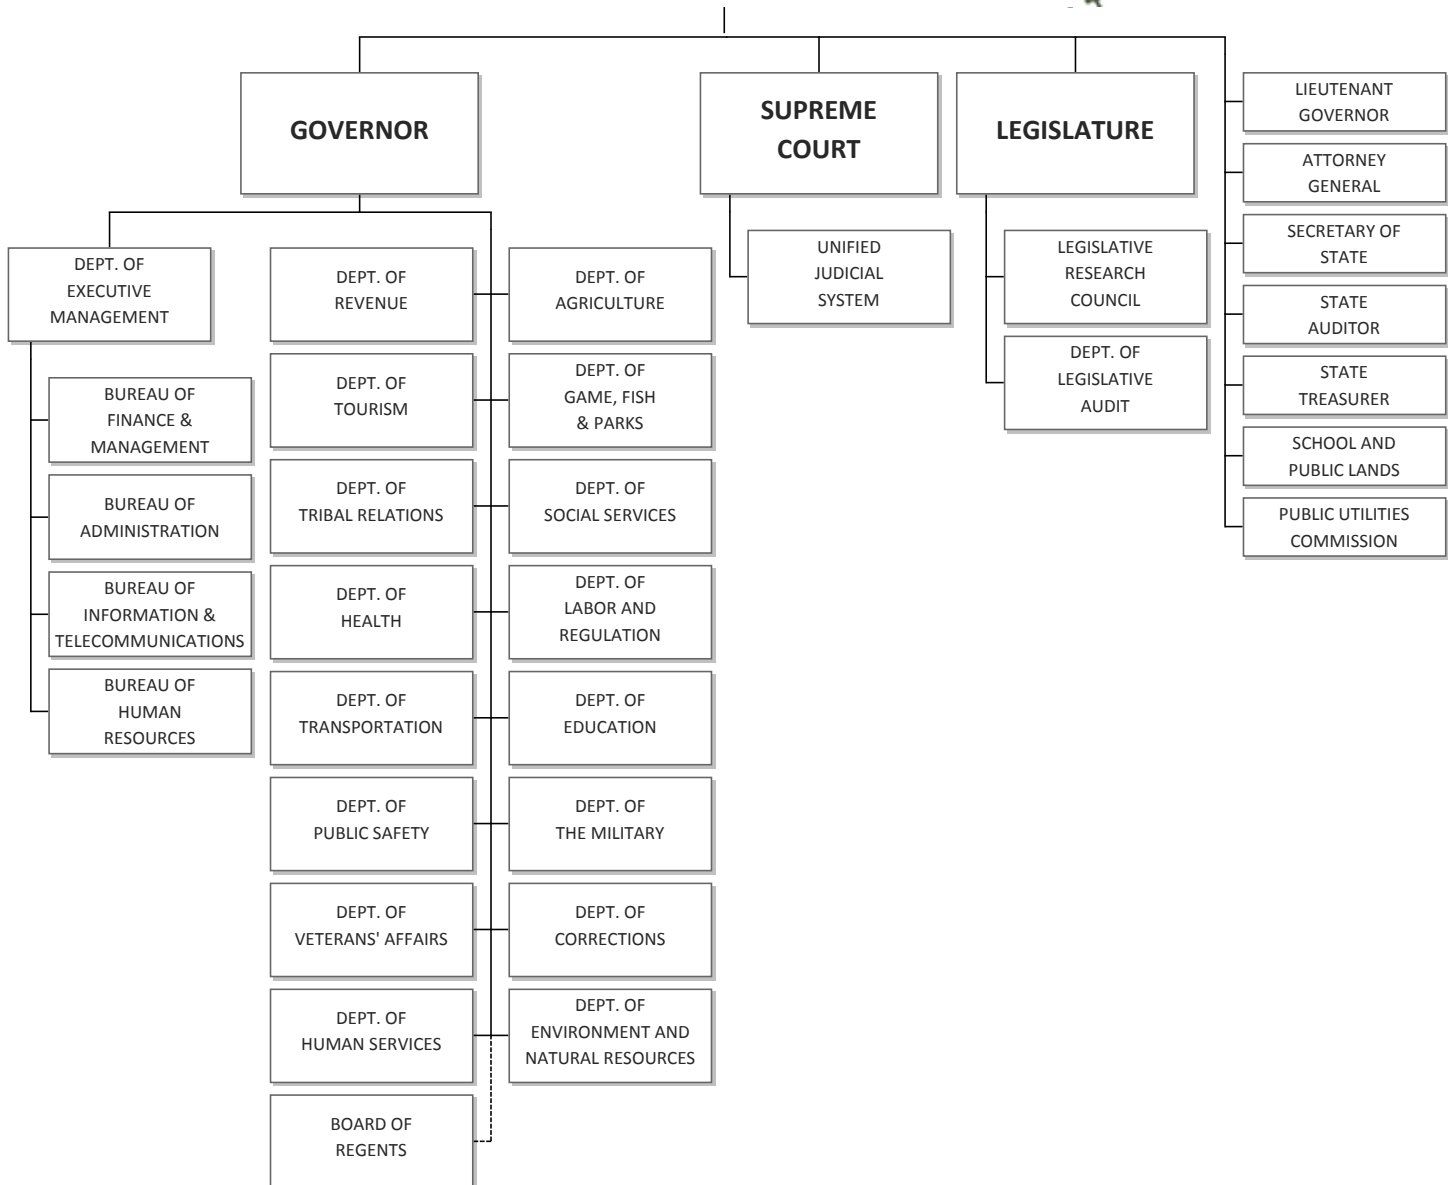 GOVERNOR
SUPREME
COURT
LEGISLATURE
LIEUTENANT
GOVERNOR
ATTORNEY
GENERAL
SECRETARY OF
STATE
STATE
AUDITOR
STATE
TREASURER
SCHOOL AND
PUBLIC LANDS
PUBLIC UTILITIES
COMMISSION
DEPT. OF
EXECUTIVE
MANAGEMENT
BUREAU OF
FINANCE &
MANAGEMENT
BUREAU OF
ADMINISTRATION
BUREAU OF
INFORMATION &
TELECOMMUNICATIONS
BUREAU OF
HUMAN
RESOURCES
DEPT. OF
REVENUE
DEPT. OF
TOURISM
DEPT. OF
TRIBAL RELATIONS
DEPT. OF
HEALTH
DEPT. OF
TRANSPORTATION
DEPT. OF
PUBLIC SAFETY
DEPT. OF
VETERANS' AFFAIRS
DEPT. OF
HUMAN SERVICES
BOARD OF
REGENTS
DEPT. OF
AGRICULTURE
DEPT. OF
GAME, FISH
& PARKS
DEPT. OF
SOCIAL SERVICES
DEPT. OF
LABOR AND
REGULATION
DEPT. OF
EDUCATION
DEPT. OF
THE MILITARY
DEPT. OF
CORRECTIONS
DEPT. OF
ENVIRONMENT AND
NATURAL RESOURCES
UNIFIED
JUDICIAL
SYSTEM
LEGISLATIVE
RESEARCH
COUNCIL
DEPT. OF
LEGISLATIVE
AUDIT